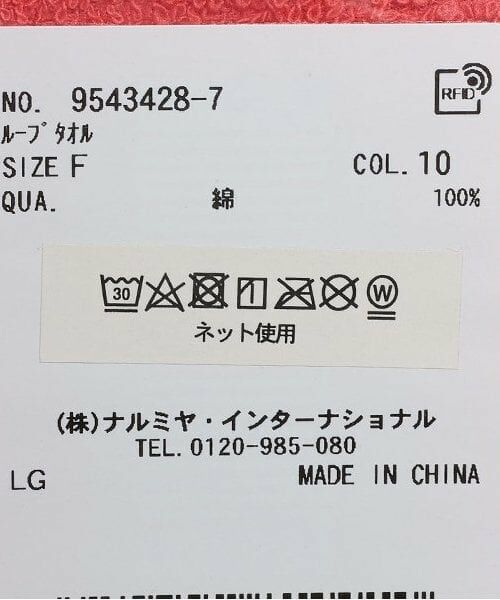 RFID
NO. 9543428-7
ﾙｰﾌﾟﾀｵﾙ
SIZE F COL. 10
QUA. 綿 100%
30 W
ネット使用
(株)ナルミヤ・インターナショナル
TEL. 0120-985-080
LG MADE IN CHINA